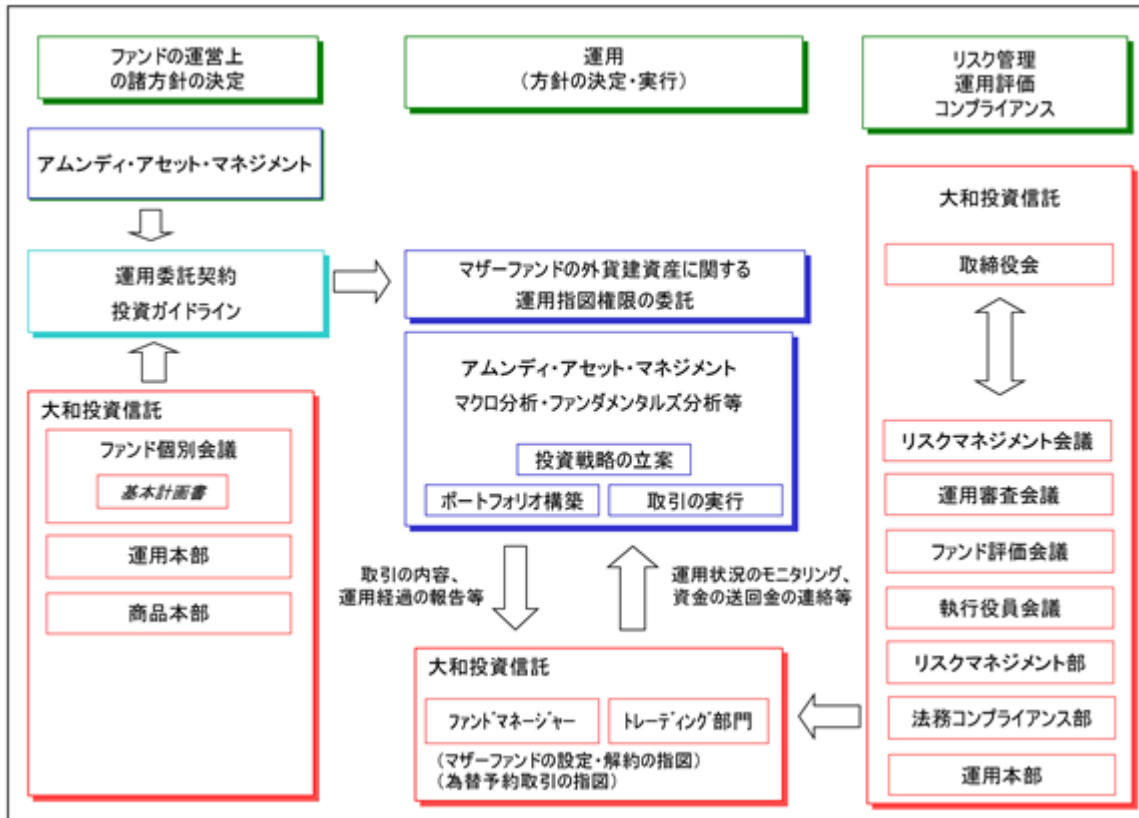 ファンドの運営上
の諸方針の決定
運用
(方針の決定・実行)
リスク管理
運用評価
コンプライアンス
アムンディ・アセット・マネジメント
運用委託契約
投資ガイドライン
マザーファンドの外貨建資産に関する
運用指図権限の委託
大和投資信託
ファンド個別会議
基本計画書
運用本部
商品本部
アムンディ・アセット・マネジメント
マクロ分析・ファンダメンタルズ分析等
投資戦略の立案
ポートフォリオ構築
取引の実行
取引の内容、
運用経過の報告等
運用状況のモニタリング、
資金の送回金の連絡等
大和投資信託
ファンドマネージャー
トレーディング部門
(マザーファンドの設定・解約の指図)
(為替予約取引の指図)
大和投資信託
取締役会
リスクマネジメント会議
運用審査会議
ファンド評価会議
執行役員会議
リスクマネジメント部
法務コンプライアンス部
運用本部